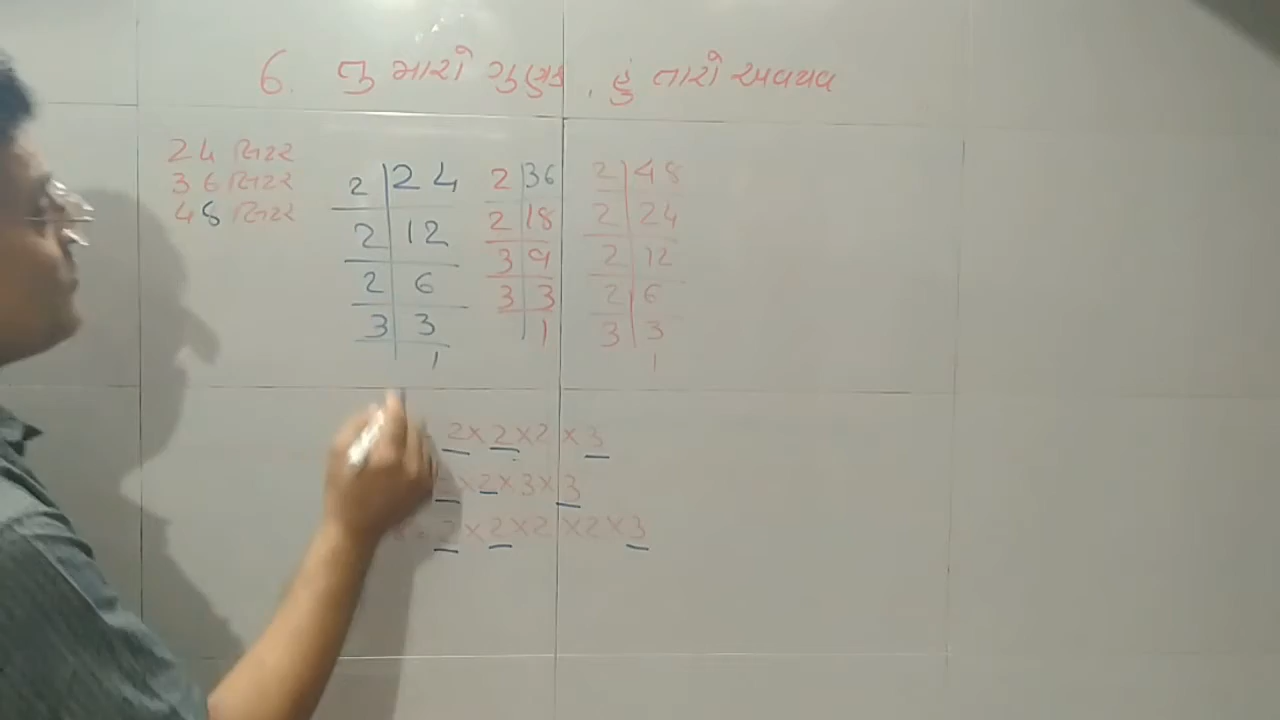 6. તુ મારો ગુણક, હું તારો અવયવ
24 લિટર
36 લિટર
48 લિટર
2 | 24
2 | 12
2 | 6
3 | 3
1
2 | 36
2 | 18
3 | 9
3 | 3
1
2 | 48
2 | 24
2 | 12
2 | 6
3 | 3
1
2 × 2 × 2 × 3
2 × 2 × 3 × 3
2 × 2 × 2 × 2 × 3